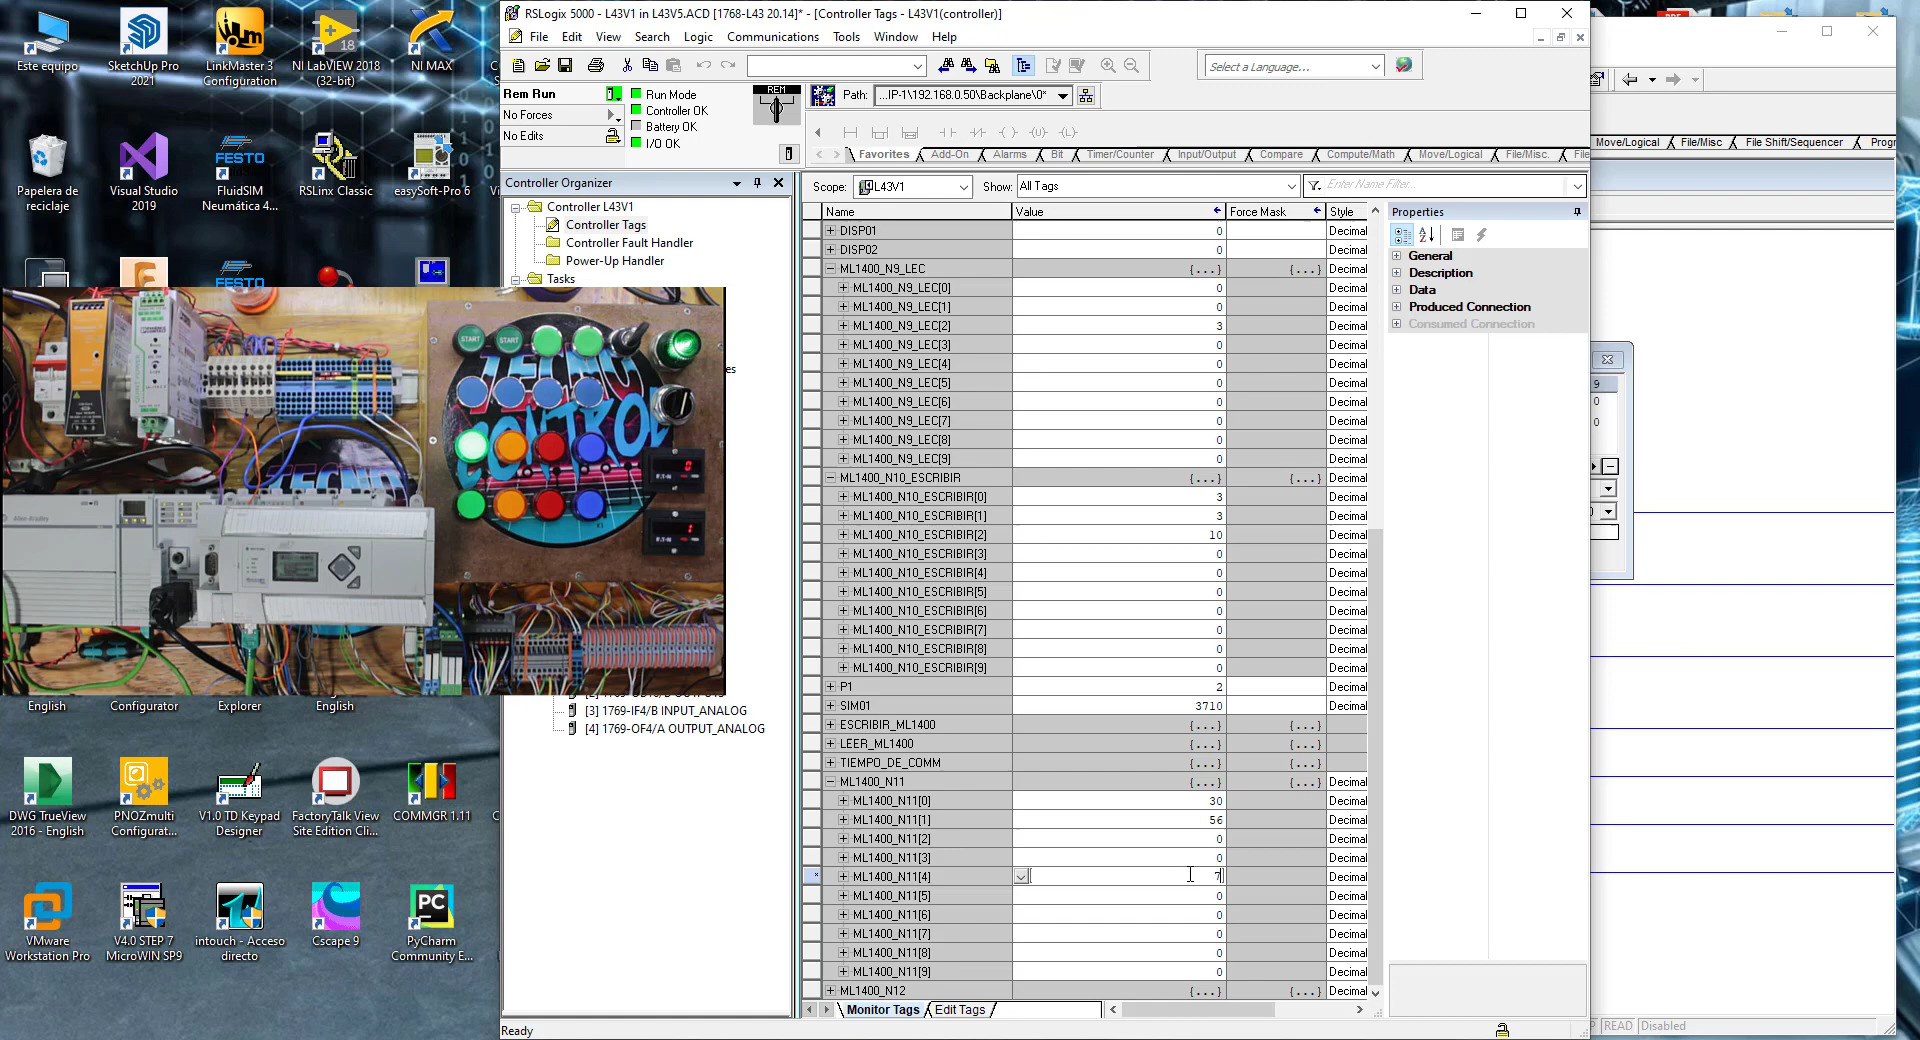 Este equipo
SketchUp Pro
2021
LinkMaster 3
Configuration
NI LabVIEW 2018
(32-bit)
NI MAX
Papelera de
reciclaje
Visual Studio
2019
FESTO
FluidSIM
Neumática 4...
RSLinx Classic
easySoft-Pro 6
FESTO
RSLogix 5000 - L43V1 in L43V5.ACD [1768-L43 20.14]* - [Controller Tags - L43V1(controller)]
File Edit View Search Logic Communications Tools Window Help
Select a Language...
Rem Run
No Forces
No Edits
Run Mode
Controller OK
Battery OK
I/O OK
REM
Path: ...IP-1\192.168.0.50\Backplane\0*
Favorites Add-On Alarms Bit Timer/Counter Input/Output Compare Compute/Math Move/Logical File/Misc. File
Move/Logical File/Misc File Shift/Sequencer Progr
Controller Organizer
Controller L43V1
Controller Tags
Controller Fault Handler
Power-Up Handler
Tasks
es
[3] 1769-IF4/B INPUT_ANALOG
[4] 1769-OF4/A OUTPUT_ANALOG
Scope: L43V1 Show: All Tags Enter Name Filter...
Name Value Force Mask Style
DISP01 0 Decimal
DISP02 0 Decimal
ML1400_N9_LEC {...} {...} Decimal
ML1400_N9_LEC[0] 0 Decimal
ML1400_N9_LEC[1] 0 Decimal
ML1400_N9_LEC[2] 3 Decimal
ML1400_N9_LEC[3] 0 Decimal
ML1400_N9_LEC[4] 0 Decimal
ML1400_N9_LEC[5] 0 Decimal
ML1400_N9_LEC[6] 0 Decimal
ML1400_N9_LEC[7] 0 Decimal
ML1400_N9_LEC[8] 0 Decimal
ML1400_N9_LEC[9] 0 Decimal
ML1400_N10_ESCRIBIR {...} {...} Decimal
ML1400_N10_ESCRIBIR[0] 3 Decimal
ML1400_N10_ESCRIBIR[1] 3 Decimal
ML1400_N10_ESCRIBIR[2] 10 Decimal
ML1400_N10_ESCRIBIR[3] 0 Decimal
ML1400_N10_ESCRIBIR[4] 0 Decimal
ML1400_N10_ESCRIBIR[5] 0 Decimal
ML1400_N10_ESCRIBIR[6] 0 Decimal
ML1400_N10_ESCRIBIR[7] 0 Decimal
ML1400_N10_ESCRIBIR[8] 0 Decimal
ML1400_N10_ESCRIBIR[9] 0 Decimal
P1 2 Decimal
SIM01 3710 Decimal
ESCRIBIR_ML1400 {...} {...}
LEER_ML1400 {...} {...}
TIEMPO_DE_COMM {...} {...}
ML1400_N11 {...} {...} Decimal
ML1400_N11[0] 30 Decimal
ML1400_N11[1] 56 Decimal
ML1400_N11[2] 0 Decimal
ML1400_N11[3] 0 Decimal
ML1400_N11[4] 7 Decimal
ML1400_N11[5] 0 Decimal
ML1400_N11[6] 0 Decimal
ML1400_N11[7] 0 Decimal
ML1400_N11[8] 0 Decimal
ML1400_N11[9] 0 Decimal
ML1400_N12 {...} {...} Decimal
Monitor Tags Edit Tags
Properties
General
Description
Data
Produced Connection
Consumed Connection
9
0
0
START START
TECNO
CONTROL
English
Configurator
Explorer
English
DWG TrueView
2016 - English
PNOZmulti
Configurat...
V1.0 TD Keypad
Designer
FactoryTalk View
Site Edition Cli...
COMMGR 1.11
VMware
Workstation Pro
V4.0 STEP 7
MicroWIN SP9
intouch - Acceso
directo
Cscape 9
PyCharm
Community E...
Ready
READ Disabled